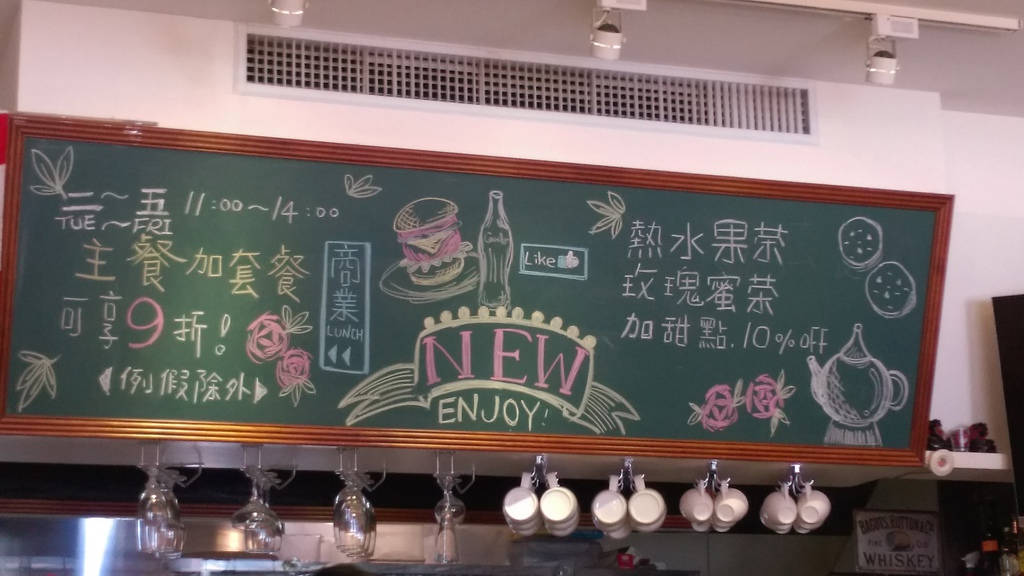 二～五 11:00～14:00
TUE～FRI
主餐加套餐
可享9折!
例假除外
商業
LUNCH
Like
NEW
ENJOY!
熱水果茶
玫瑰蜜茶
加甜點.10%OFF
WHISKEY